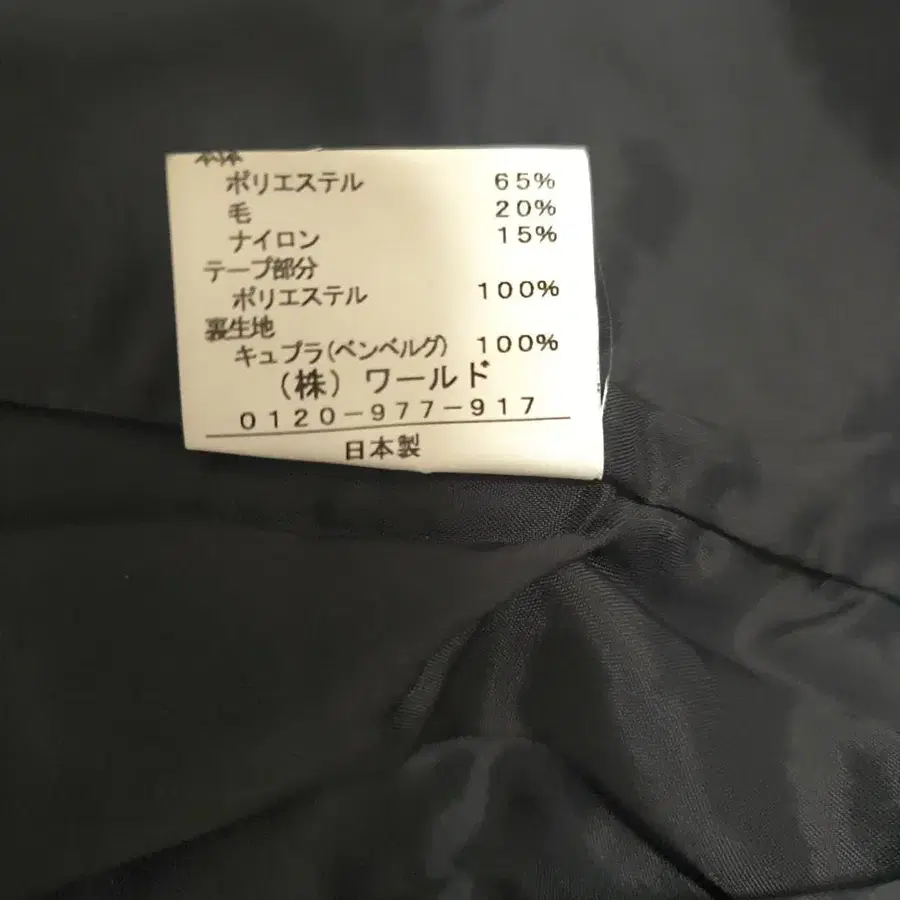 本体
ポリエステル 65%
毛 20%
ナイロン 15%
テープ部分
ポリエステル 100%
裏生地
キュプラ(ベンベルグ) 100%
(株) ワールド
0120-977-917
日本製